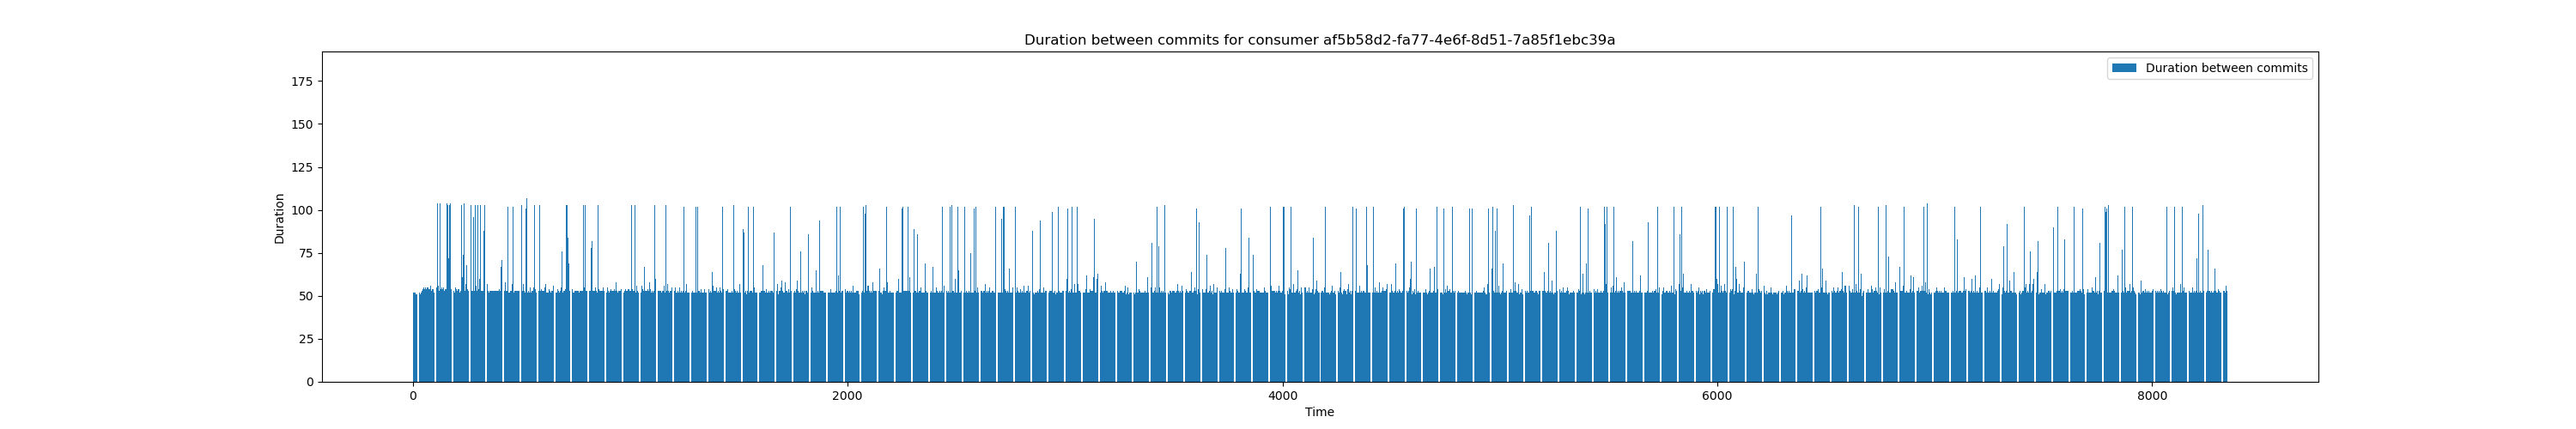 Duration between commits for consumer af5b58d2-fa77-4e6f-8d51-7a85f1ebc39a
Duration between commits
175
150
125
100
75
50
25
0
Duration
0 2000 4000 6000 8000
Time